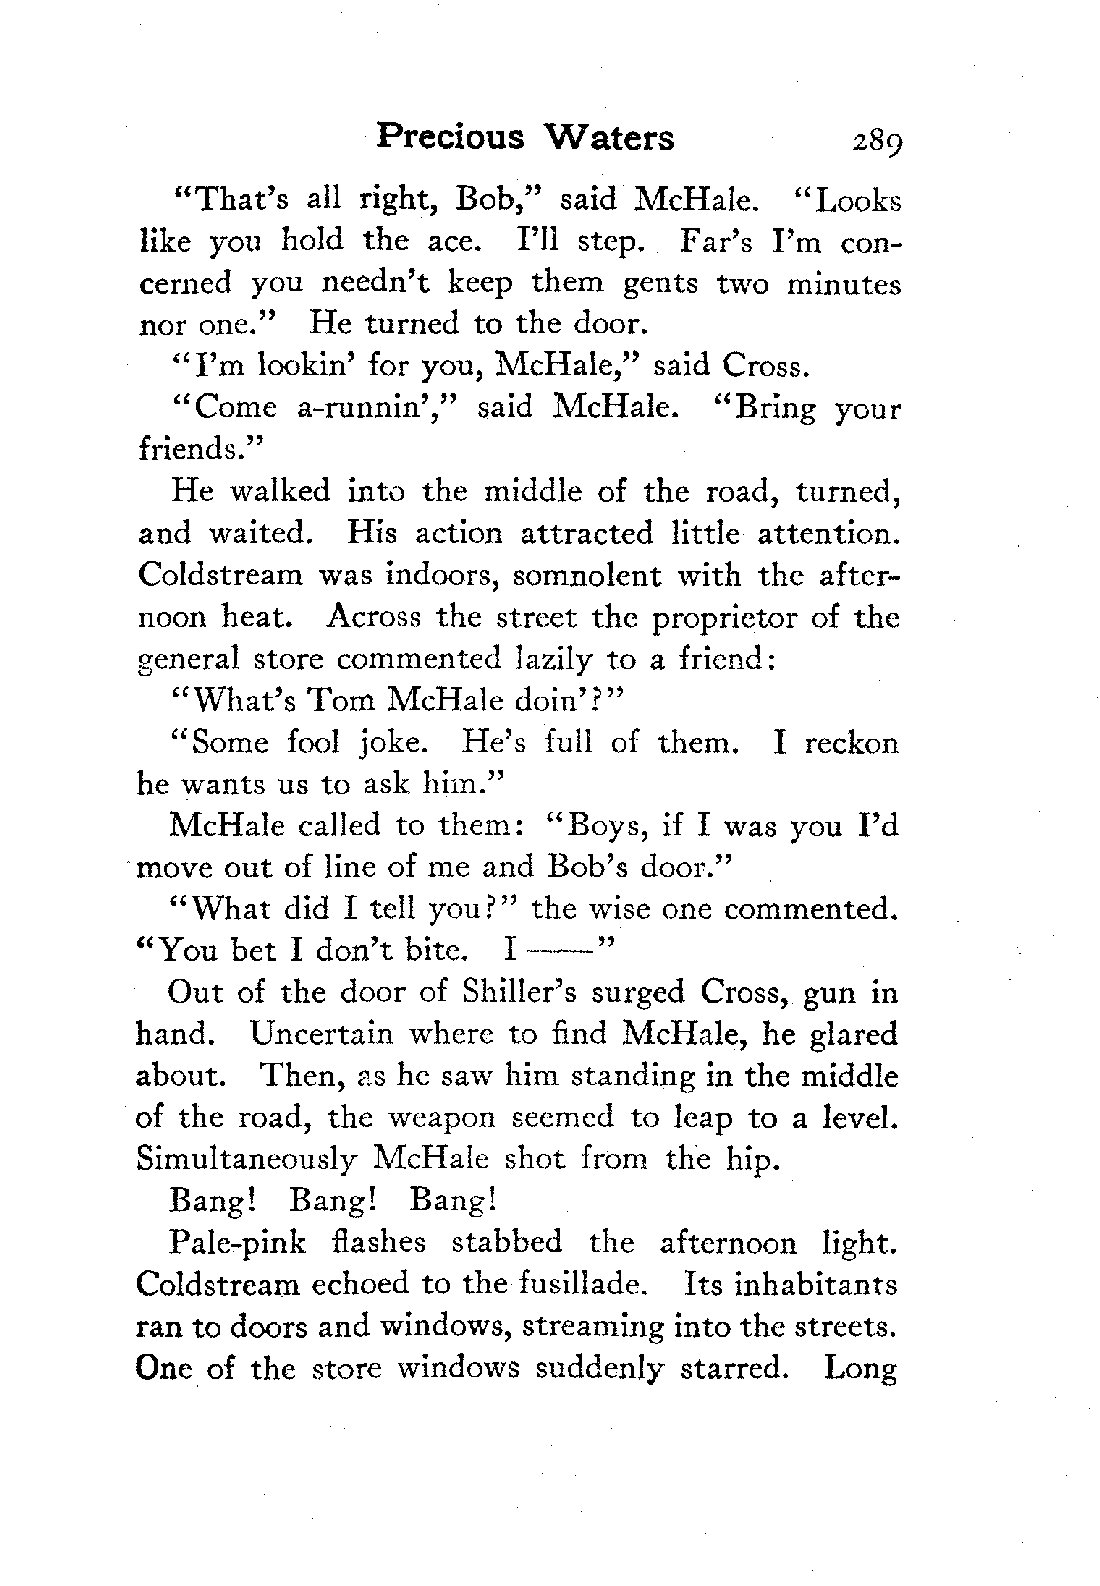 Precious Waters 289
“That’s all right, Bob,” said McHale. “Looks
like you hold the ace. I’ll step. Far’s I’m con-
cerned you needn’t keep them gents two minutes
nor one.” He turned to the door.
“I’m lookin’ for you, McHale,” said Cross.
“Come a-runnin’,” said McHale. “Bring your
friends.”
He walked into the middle of the road, turned,
and waited. His action attracted little attention.
Coldstream was indoors, somnolent with the after-
noon heat. Across the street the proprietor of the
general store commented lazily to a friend:
“What’s Tom McHale doin’?”
“Some fool joke. He’s full of them. I reckon
he wants us to ask him.”
McHale called to them: “Boys, if I was you I’d
move out of line of me and Bob’s door.”
“What did I tell you?” the wise one commented.
“You bet I don’t bite. I ——”
Out of the door of Shiller’s surged Cross, gun in
hand. Uncertain where to find McHale, he glared
about. Then, as he saw him standing in the middle
of the road, the weapon seemed to leap to a level.
Simultaneously McHale shot from the hip.
Bang! Bang! Bang!
Pale-pink flashes stabbed the afternoon light.
Coldstream echoed to the fusillade. Its inhabitants
ran to doors and windows, streaming into the streets.
One of the store windows suddenly starred. Long